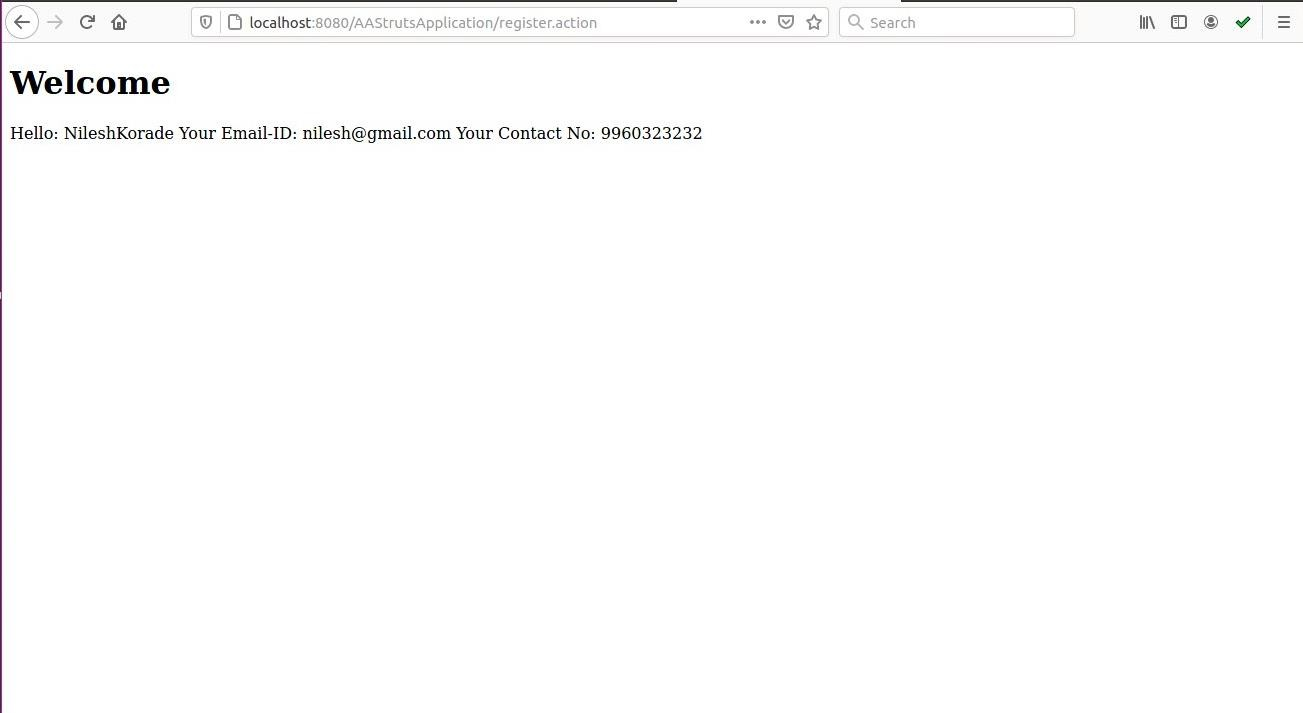 localhost:8080/AAStrutsApplication/register.action
Search
Welcome
Hello: NileshKorade Your Email-ID: nilesh@gmail.com Your Contact No: 9960323232